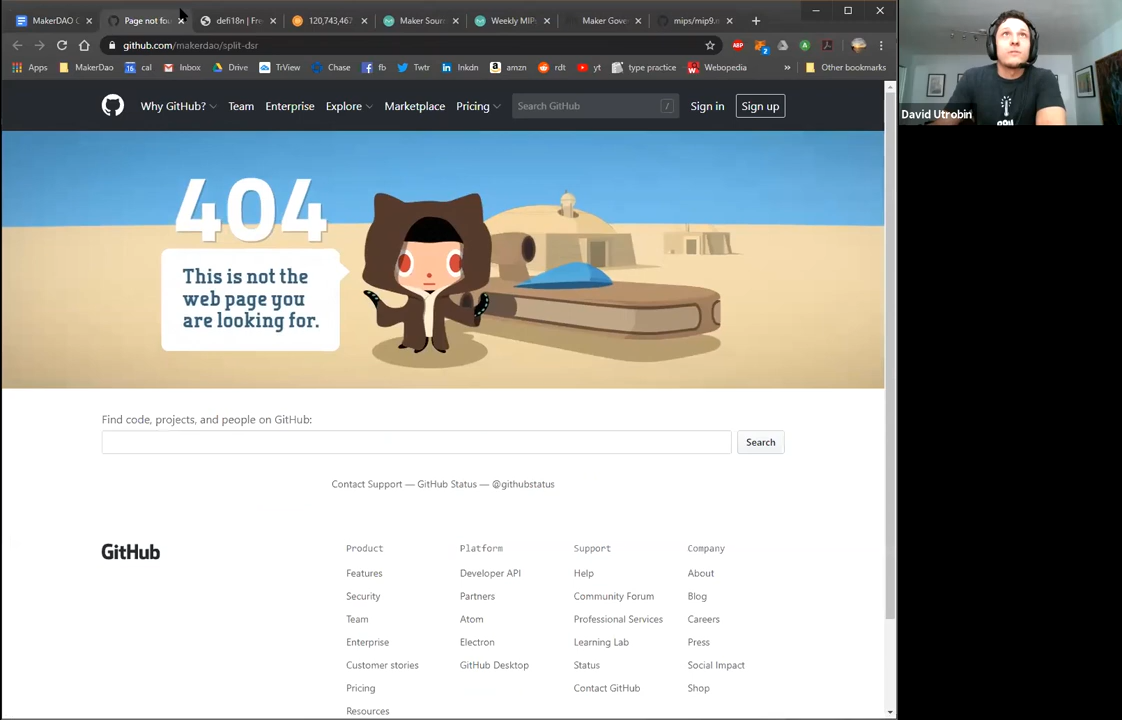 MakerDAO C
Page not fou
defi18n | Fre
120,743,467
Maker Sourc
Weekly MIPs
Maker Gove
mips/mip9.n
github.com/makerdao/split-dsr
Apps
MakerDao
cal
Inbox
Drive
TrView
Chase
fb
Twtr
Inkdn
amzn
rdt
yt
type practice
Webopedia
»
Other bookmarks
Why GitHub?
Team
Enterprise
Explore
Marketplace
Pricing
Search GitHub
/
Sign in
Sign up
404
This is not the
web page you
are looking for.
Find code, projects, and people on GitHub:
Search
Contact Support — GitHub Status — @githubstatus
GitHub
Product
Features
Security
Team
Enterprise
Customer stories
Pricing
Resources
Platform
Developer API
Partners
Atom
Electron
GitHub Desktop
Support
Help
Community Forum
Professional Services
Learning Lab
Status
Contact GitHub
Company
About
Blog
Careers
Press
Social Impact
Shop
David Utrobin